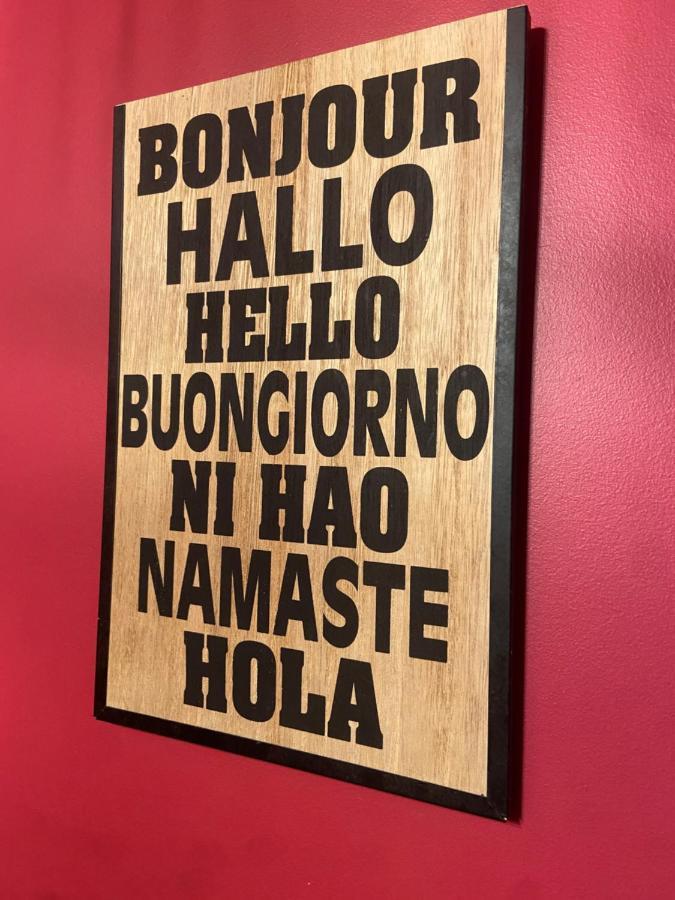 BONJOUR
HALLO
HELLO
BUONGIORNO
NI HAO
NAMASTE
HOLA